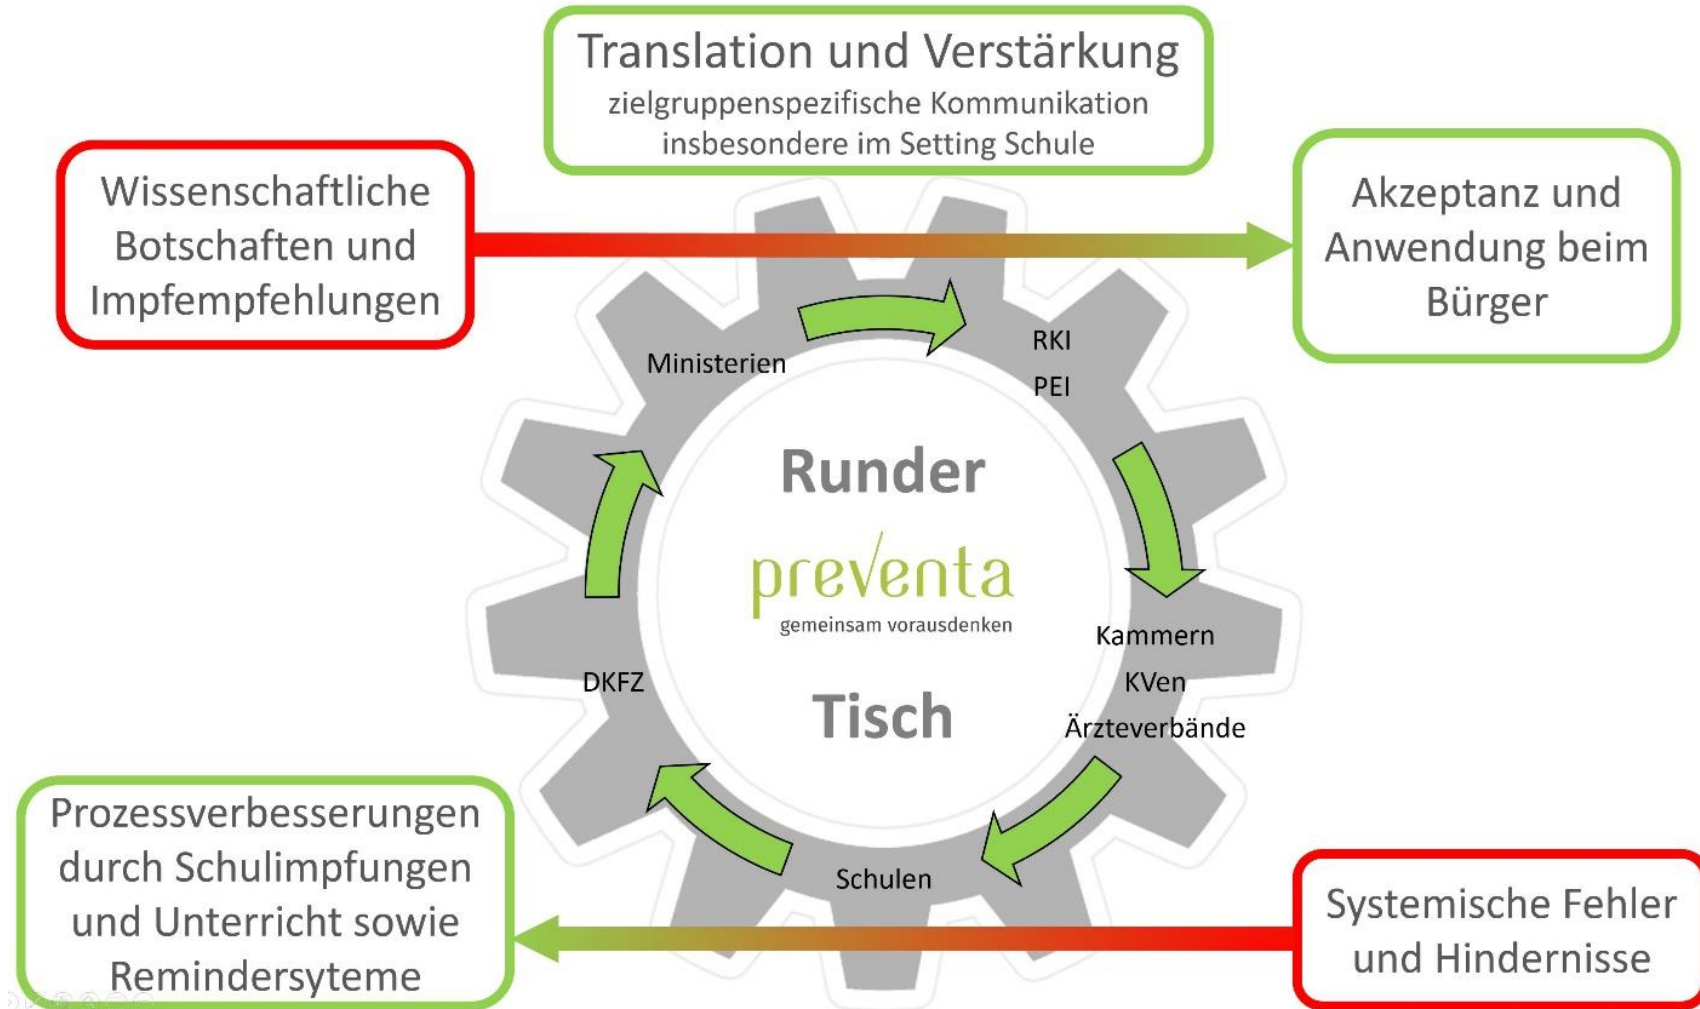 Translation und Verstärkung
zielgruppenspezifische Kommunikation
insbesondere im Setting Schule
Wissenschaftliche
Botschaften und
Impfempfehlungen
Akzeptanz und
Anwendung beim
Bürger
Ministerien
RKI
PEI
Runder
preventa
gemeinsam vorausdenken
Tisch
Kammern
KVen
Ärzteverbände
DKFZ
Schulen
Prozessverbesserungen
durch Schulimpfungen
und Unterricht sowie
Remindersyteme
Systemische Fehler
und Hindernisse